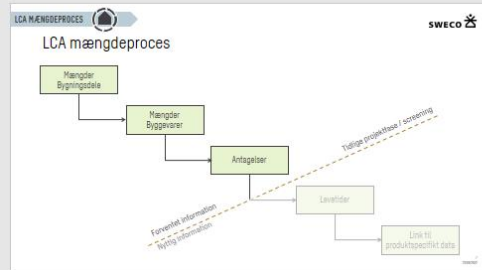 LCA MÆNGDEPROCES
SWECO
LCA mængdeproces
Mængder
Bygningsdele
Mængder
Byggevarer
Tidlige projektfase / screening
Antagelser
Levetider
Forventet information
Nyttig information
Link til
produktspecifikt data